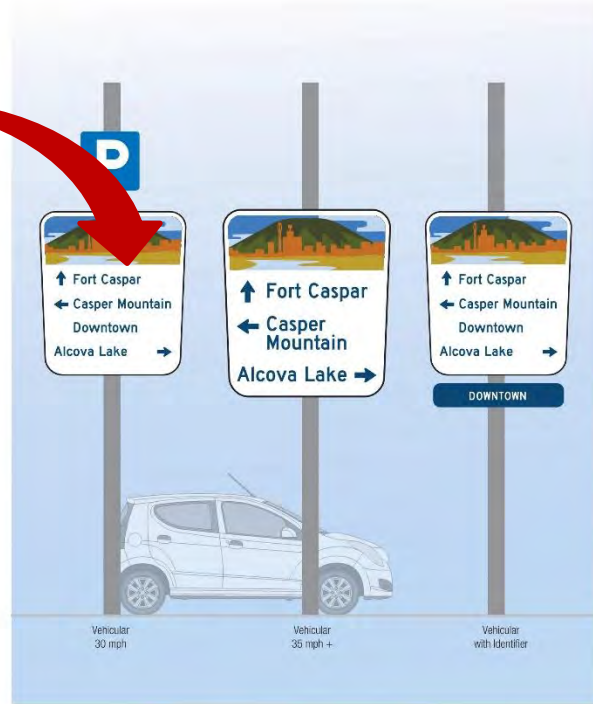 P
Fort Caspar
Casper Mountain
Downtown
Alcova Lake
Fort Caspar
Casper
Mountain
Alcova Lake
Fort Caspar
Casper Mountain
Downtown
Alcova Lake
DOWNTOWN
Vehicular
30 mph
Vehicular
35 mph +
Vehicular
with Identifier